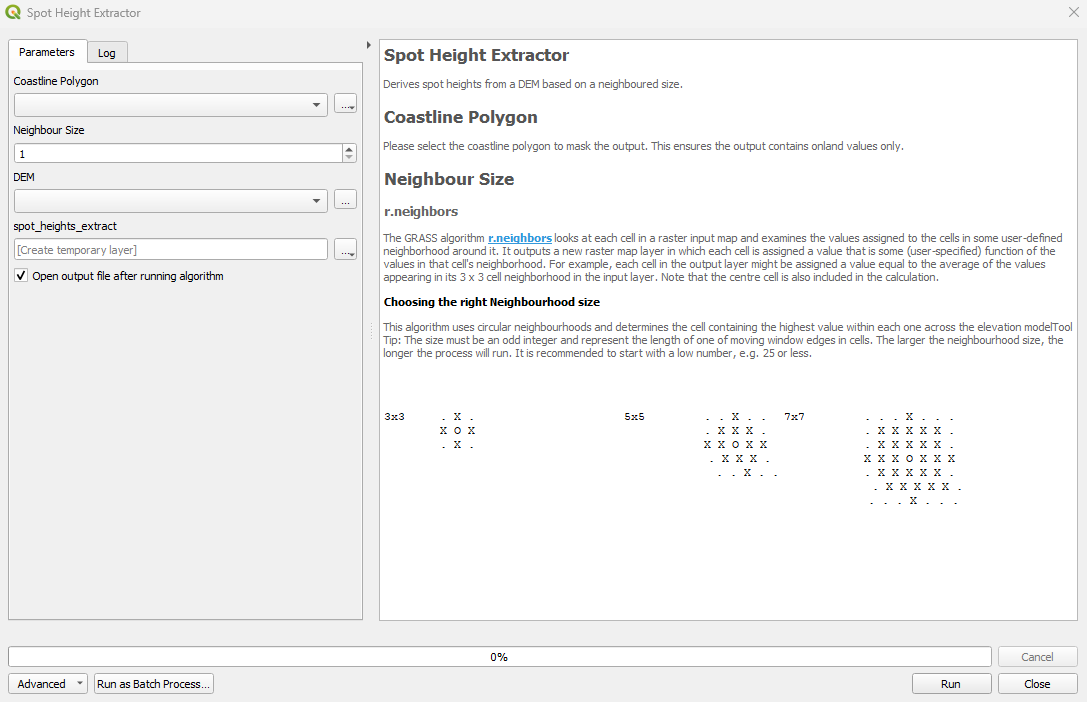 Spot Height Extractor
Parameters
Log
Coastline Polygon
...
Neighbour Size
1
DEM
...
spot_heights_extract
[Create temporary layer]
...
Open output file after running algorithm
Spot Height Extractor
Derives spot heights from a DEM based on a neighboured size.
Coastline Polygon
Please select the coastline polygon to mask the output. This ensures the output contains onland values only.
Neighbour Size
r.neighbors
The GRASS algorithm r.neighbors looks at each cell in a raster input map and examines the values assigned to the cells in some user-defined
neighborhood around it. It outputs a new raster map layer in which each cell is assigned a value that is some (user-specified) function of the
values in that cell's neighborhood. For example, each cell in the output layer might be assigned a value equal to the average of the values
appearing in its 3 x 3 cell neighborhood in the input layer. Note that the centre cell is also included in the calculation.
Choosing the right Neighbourhood size
This algorithm uses circular neighbourhoods and determines the cell containing the highest value within each one across the elevation modelTool
Tip: The size must be an odd integer and represent the length of one of moving window edges in cells. The larger the neighbourhood size, the
longer the process will run. It is recommended to start with a low number, e.g. 25 or less.
3x3 . X . 5x5 . . X . . 7x7 . . . X . . .
X O X . X X X . . X X X X X .
. X . X X O X X . X X X X X .
. X X X . X X X O X X X
. . X . . . X X X X X .
. X X X X X .
. . . X . . .
0%
Cancel
Advanced
Run as Batch Process...
Run
Close